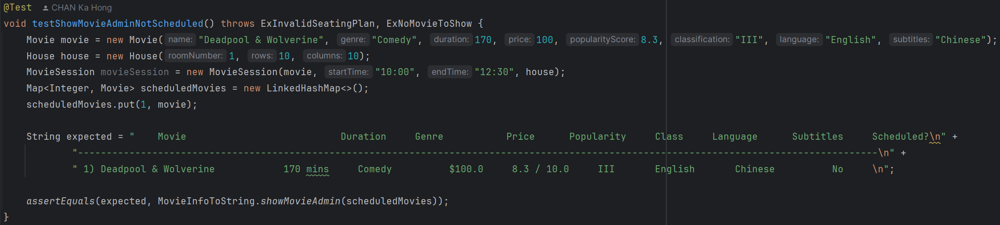 @Test CHAN Ka Hong
void testShowMovieAdminNotScheduled() throws ExInvalidSeatingPlan, ExNoMovieToShow {
    Movie movie = new Movie( name: "Deadpool & Wolverine", genre: "Comedy", duration: 170, price: 100, popularityScore: 8.3, classification: "III", language: "English", subtitles: "Chinese");
    House house = new House( roomNumber: 1, rows: 10, columns: 10);
    MovieSession movieSession = new MovieSession(movie, startTime: "10:00", endTime: "12:30", house);
    Map<Integer, Movie> scheduledMovies = new LinkedHashMap<>();
    scheduledMovies.put(1, movie);
    String expected = "    Movie                           Duration     Genre           Price      Popularity     Class     Language      Subtitles     Scheduled?\n" +
            "--------------------------------------------------------------------------------------------------------------------------------------------\n" +
            " 1) Deadpool & Wolverine            170 mins     Comedy          $100.0     8.3 / 10.0     III       English       Chinese          No     \n";
    assertEquals(expected, MovieInfoToString.showMovieAdmin(scheduledMovies));
}